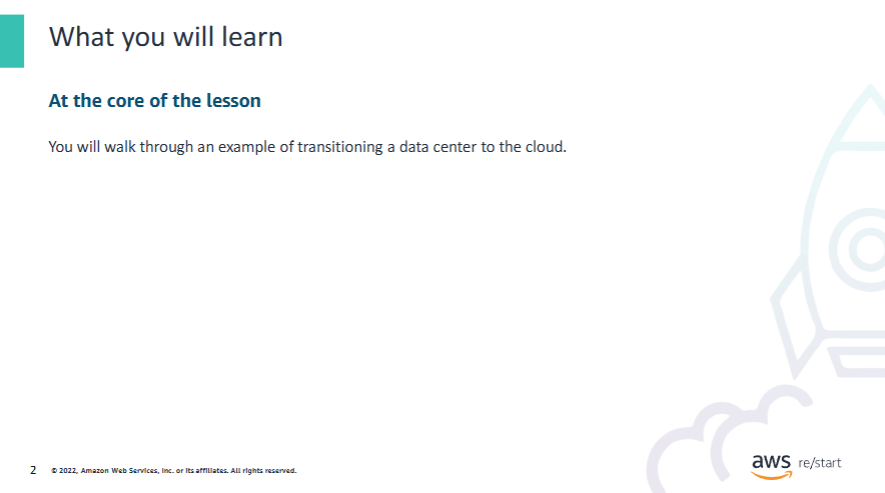 What you will learn
At the core of the lesson
You will walk through an example of transitioning a data center to the cloud.
2 © 2022, Amazon Web Services, Inc. or its affiliates. All rights reserved.
aws re/start